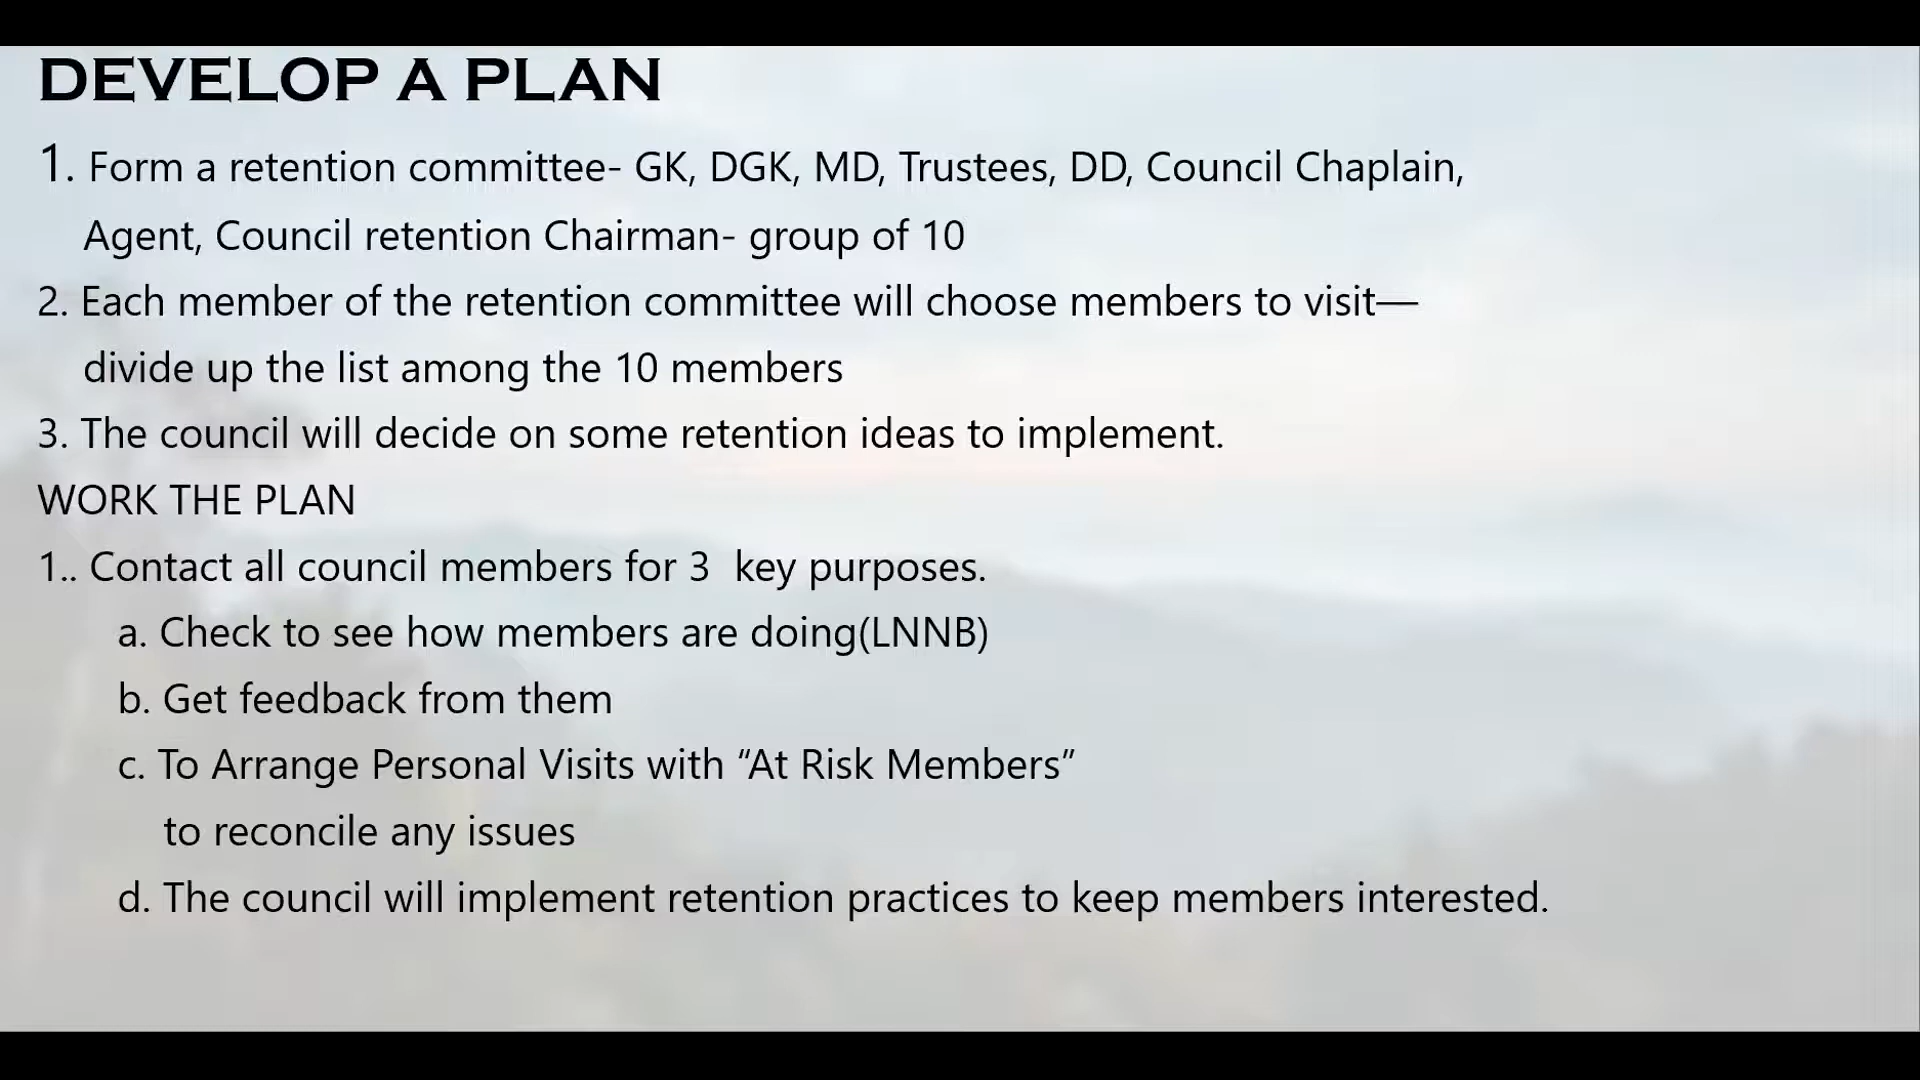 DEVELOP A PLAN
1. Form a retention committee- GK, DGK, MD, Trustees, DD, Council Chaplain,
Agent, Council retention Chairman- group of 10
2. Each member of the retention committee will choose members to visit—
divide up the list among the 10 members
3. The council will decide on some retention ideas to implement.
WORK THE PLAN
1.. Contact all council members for 3  key purposes.
a. Check to see how members are doing(LNNB)
b. Get feedback from them
c. To Arrange Personal Visits with “At Risk Members”
to reconcile any issues
d. The council will implement retention practices to keep members interested.